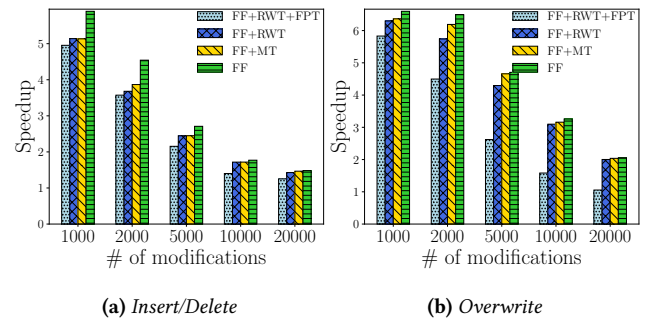 FF+RWT+FPT
FF+RWT
FF+MT
FF
Speedup
5
4
3
2
1
0
1000 2000 5000 10000 20000
# of modifications
(a) Insert/Delete
FF+RWT+FPT
FF+RWT
FF+MT
FF
Speedup
6
5
4
3
2
1
0
1000 2000 5000 10000 20000
# of modifications
(b) Overwrite